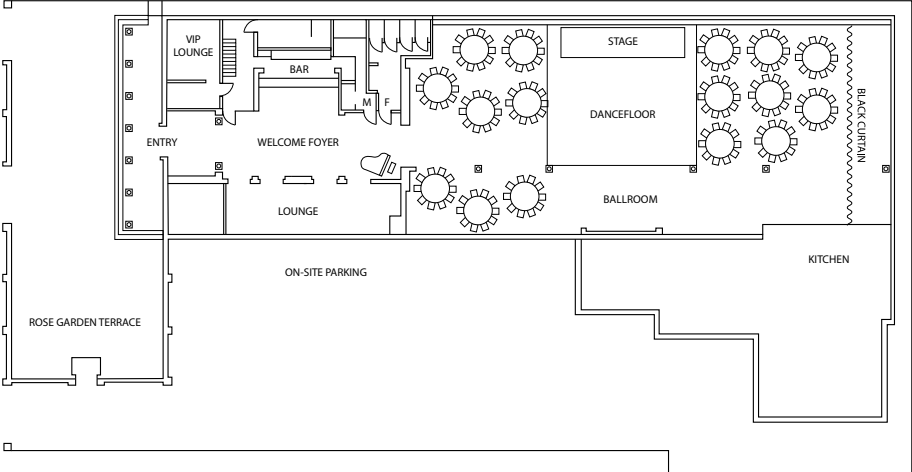 VIP
LOUNGE
BAR
STAGE
M
F
DANCEFLOOR
BLACK CURTAIN
ENTRY
WELCOME FOYER
LOUNGE
BALLROOM
KITCHEN
ON-SITE PARKING
ROSE GARDEN TERRACE